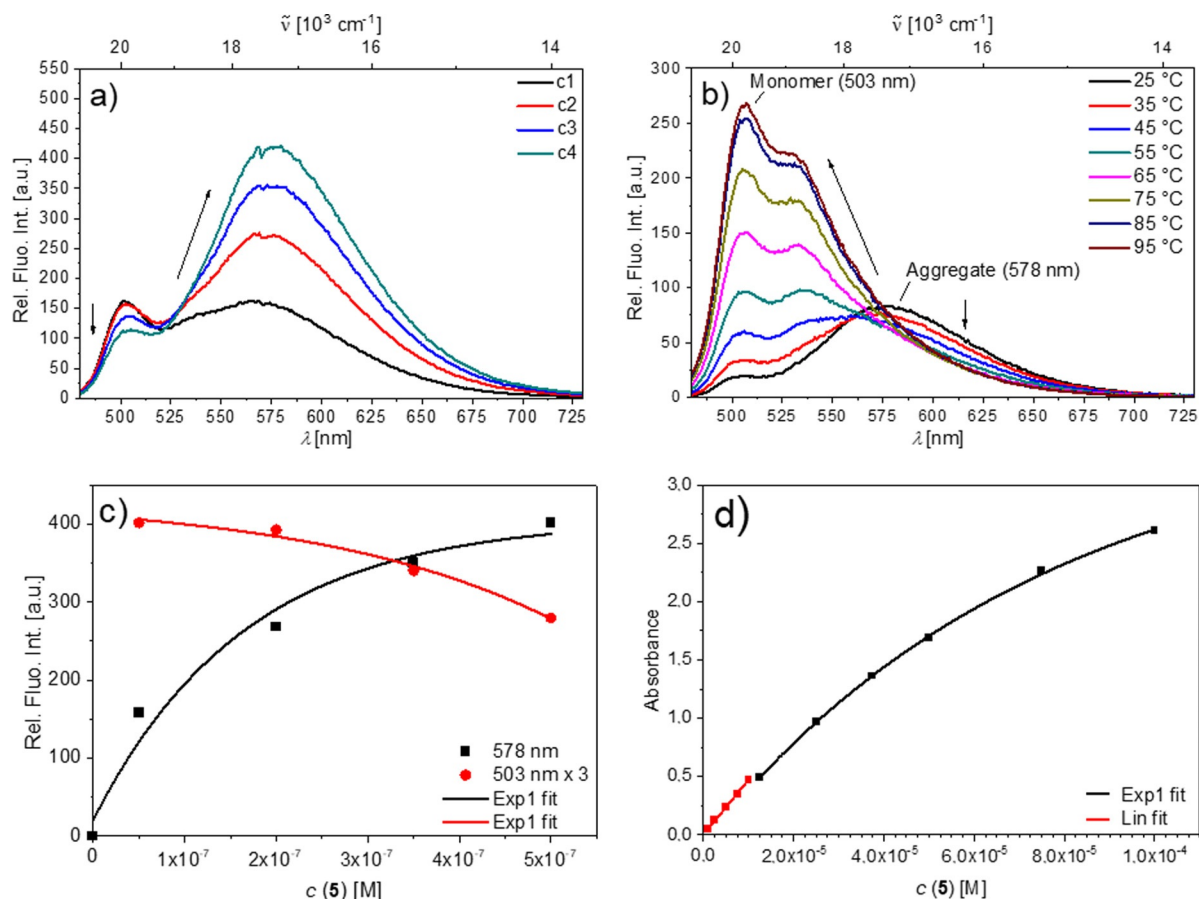 ṽ [10³ cm⁻¹]
20 18 16 14
a)
c1
c2
c3
c4
Rel. Fluo. Int. [a.u.]
550
500
450
400
350
300
250
200
150
100
50
0
500 525 550 575 600 625 650 675 700 725
λ [nm]
ṽ [10³ cm⁻¹]
20 18 16 14
b)
Monomer (503 nm)
Aggregate (578 nm)
25 °C
35 °C
45 °C
55 °C
65 °C
75 °C
85 °C
95 °C
Rel. Fluo. Int. [a.u.]
300
250
200
150
100
50
0
500 525 550 575 600 625 650 675 700 725
λ [nm]
c)
Rel. Fluo. Int. [a.u.]
400
300
200
100
0
578 nm
503 nm x 3
Exp1 fit
Exp1 fit
0 1x10⁻⁷ 2x10⁻⁷ 3x10⁻⁷ 4x10⁻⁷ 5x10⁻⁷
c (5) [M]
d)
Absorbance
3.0
2.5
2.0
1.5
1.0
0.5
0.0
Exp1 fit
Lin fit
0.0 2.0x10⁻⁵ 4.0x10⁻⁵ 6.0x10⁻⁵ 8.0x10⁻⁵ 1.0x10⁻⁴
c (5) [M]